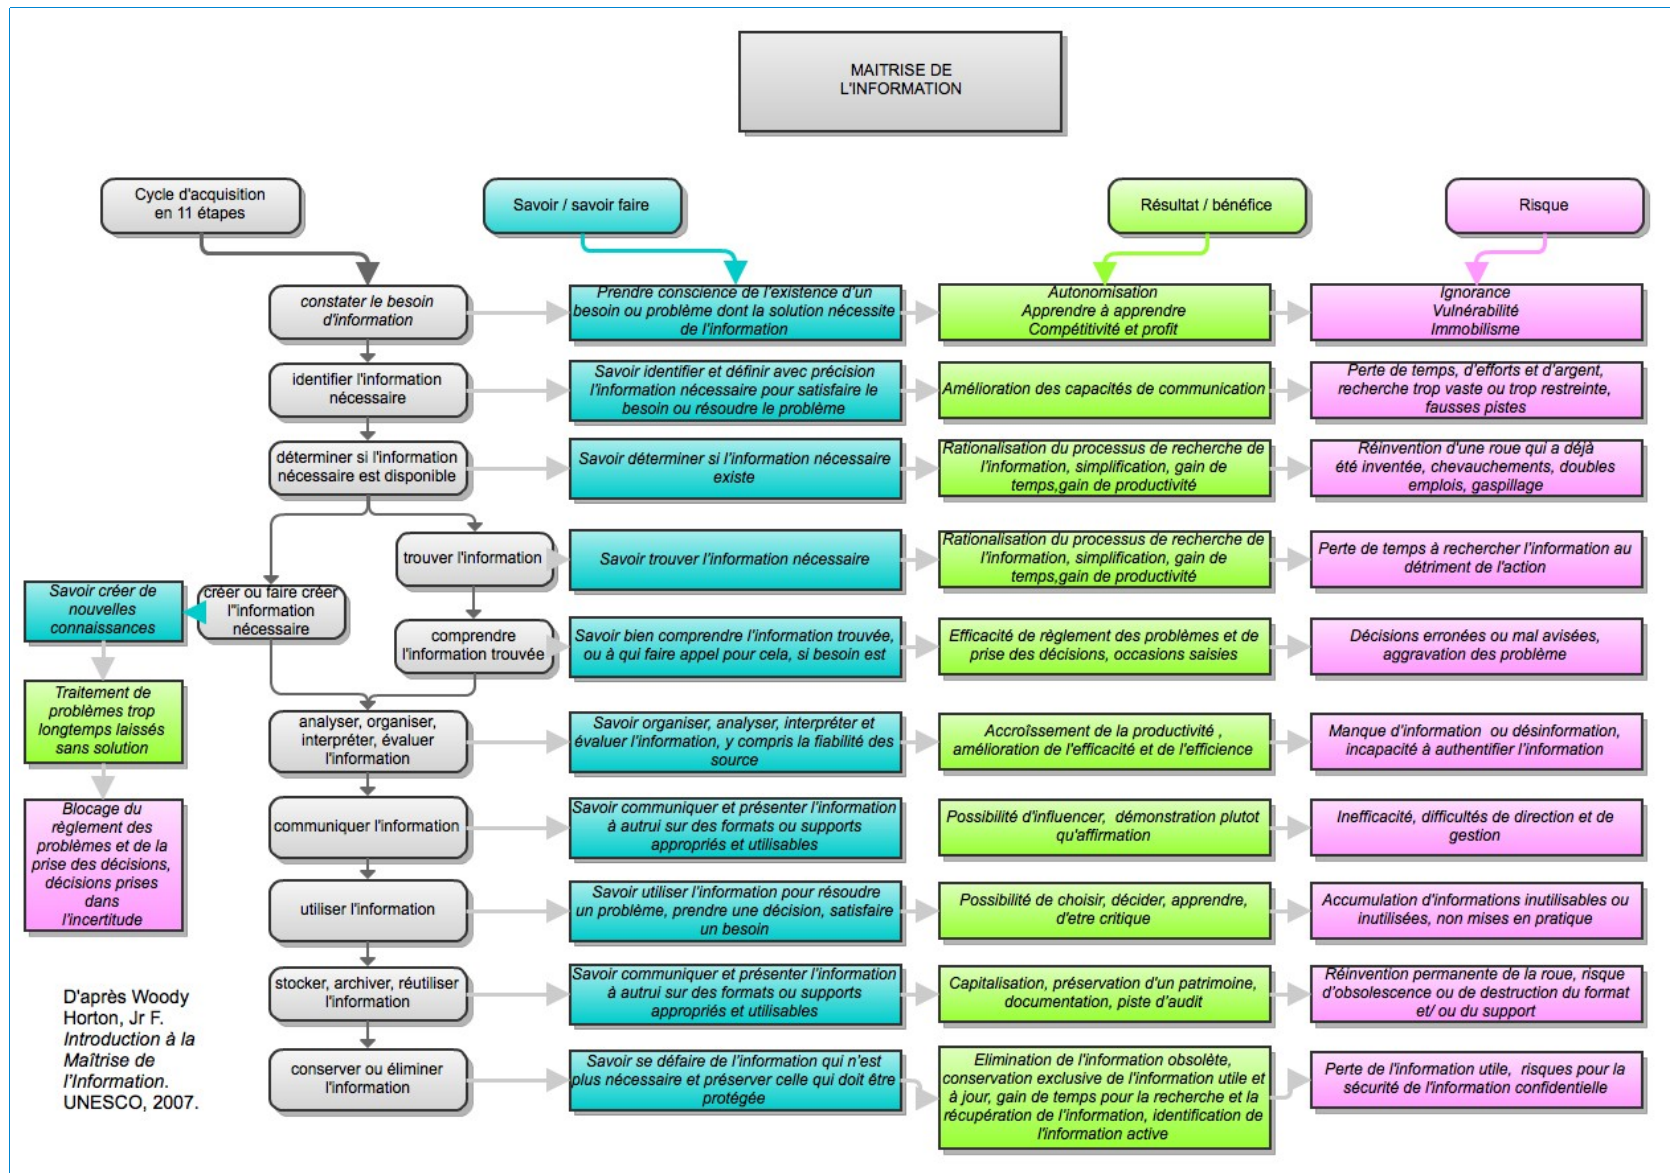 MAITRISE DE
L'INFORMATION
Cycle d'acquisition
en 11 étapes
Savoir / savoir faire
Résultat / bénéfice
Risque
constater le besoin
d'information
Prendre conscience de l'existence d'un
besoin ou problème dont la solution nécessite
de l'information
Autonomisation
Apprendre à apprendre
Compétitivité et profit
Ignorance
Vulnérabilité
Immobilisme
identifier l'information
nécessaire
Savoir identifier et définir avec précision
l'information nécessaire pour satisfaire le
besoin ou résoudre le problème
Amélioration des capacités de communication
Perte de temps, d'efforts et d'argent,
recherche trop vaste ou trop restreinte,
fausses pistes
déterminer si l'information
nécessaire est disponible
Savoir déterminer si l'information nécessaire
existe
Rationalisation du processus de recherche de
l'information, simplification, gain de
temps,gain de productivité
Réinvention d'une roue qui a déjà
été inventée, chevauchements, doubles
emplois, gaspillage
trouver l'information
Savoir trouver l'information nécessaire
Rationalisation du processus de recherche de
l'information, simplification, gain de
temps,gain de productivité
Perte de temps à rechercher l'information au
détriment de l'action
créer ou faire créer
l"information
nécessaire
Savoir créer de
nouvelles
connaissances
Traitement de
problèmes trop
longtemps laissés
sans solution
Blocage du
règlement des
problèmes et de la
prise des décisions,
décisions prises
dans
l'incertitude
comprendre
l'information trouvée
Savoir bien comprendre l'information trouvée,
ou à qui faire appel pour cela, si besoin est
Efficacité de règlement des problèmes et de
prise des décisions, occasions saisies
Décisions erronées ou mal avisées,
aggravation des problème
analyser, organiser,
interpréter, évaluer
l'information
Savoir organiser, analyser, interpréter et
évaluer l'information, y compris la fiabilité des
source
Accroîssement de la productivité ,
amélioration de l'efficacité et de l'efficience
Manque d'information ou désinformation,
incapacité à authentifier l'information
communiquer l'information
Savoir communiquer et présenter l'information
à autrui sur des formats ou supports
appropriés et utilisables
Possibilité d'influencer, démonstration plutot
qu'affirmation
Inefficacité, difficultés de direction et de
gestion
utiliser l'information
Savoir utiliser l'information pour résoudre
un problème, prendre une décision, satisfaire
un besoin
Possibilité de choisir, décider, apprendre,
d'etre critique
Accumulation d'informations inutilisables ou
inutilisées, non mises en pratique
stocker, archiver, réutiliser
l'information
Savoir communiquer et présenter l'information
à autrui sur des formats ou supports
appropriés et utilisables
Capitalisation, préservation d'un patrimoine,
documentation, piste d'audit
Réinvention permanente de la roue, risque
d'obsolescence ou de destruction du format
et/ ou du support
conserver ou éliminer
l'information
Savoir se défaire de l'information qui n'est
plus nécessaire et préserver celle qui doit être
protégée
Elimination de l'information obsolète,
conservation exclusive de l'information utile et
à jour, gain de temps pour la recherche et la
récupération de l'information, identification de
l'information active
Perte de l'information utile, risques pour la
sécurité de l'information confidentielle
D'après Woody
Horton, Jr F.
Introduction à la
Maîtrise de
l'Information.
UNESCO, 2007.